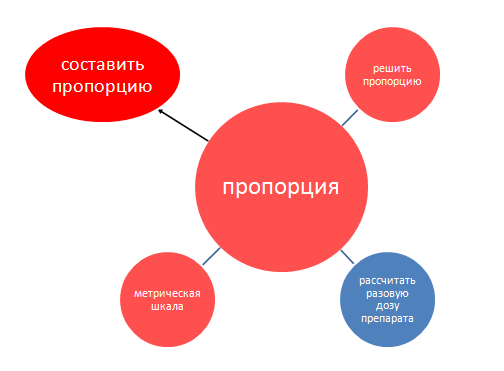 составить
пропорцию
решить
пропорцию
пропорция
метрическая
шкала
рассчитать
разовую
дозу
препарата